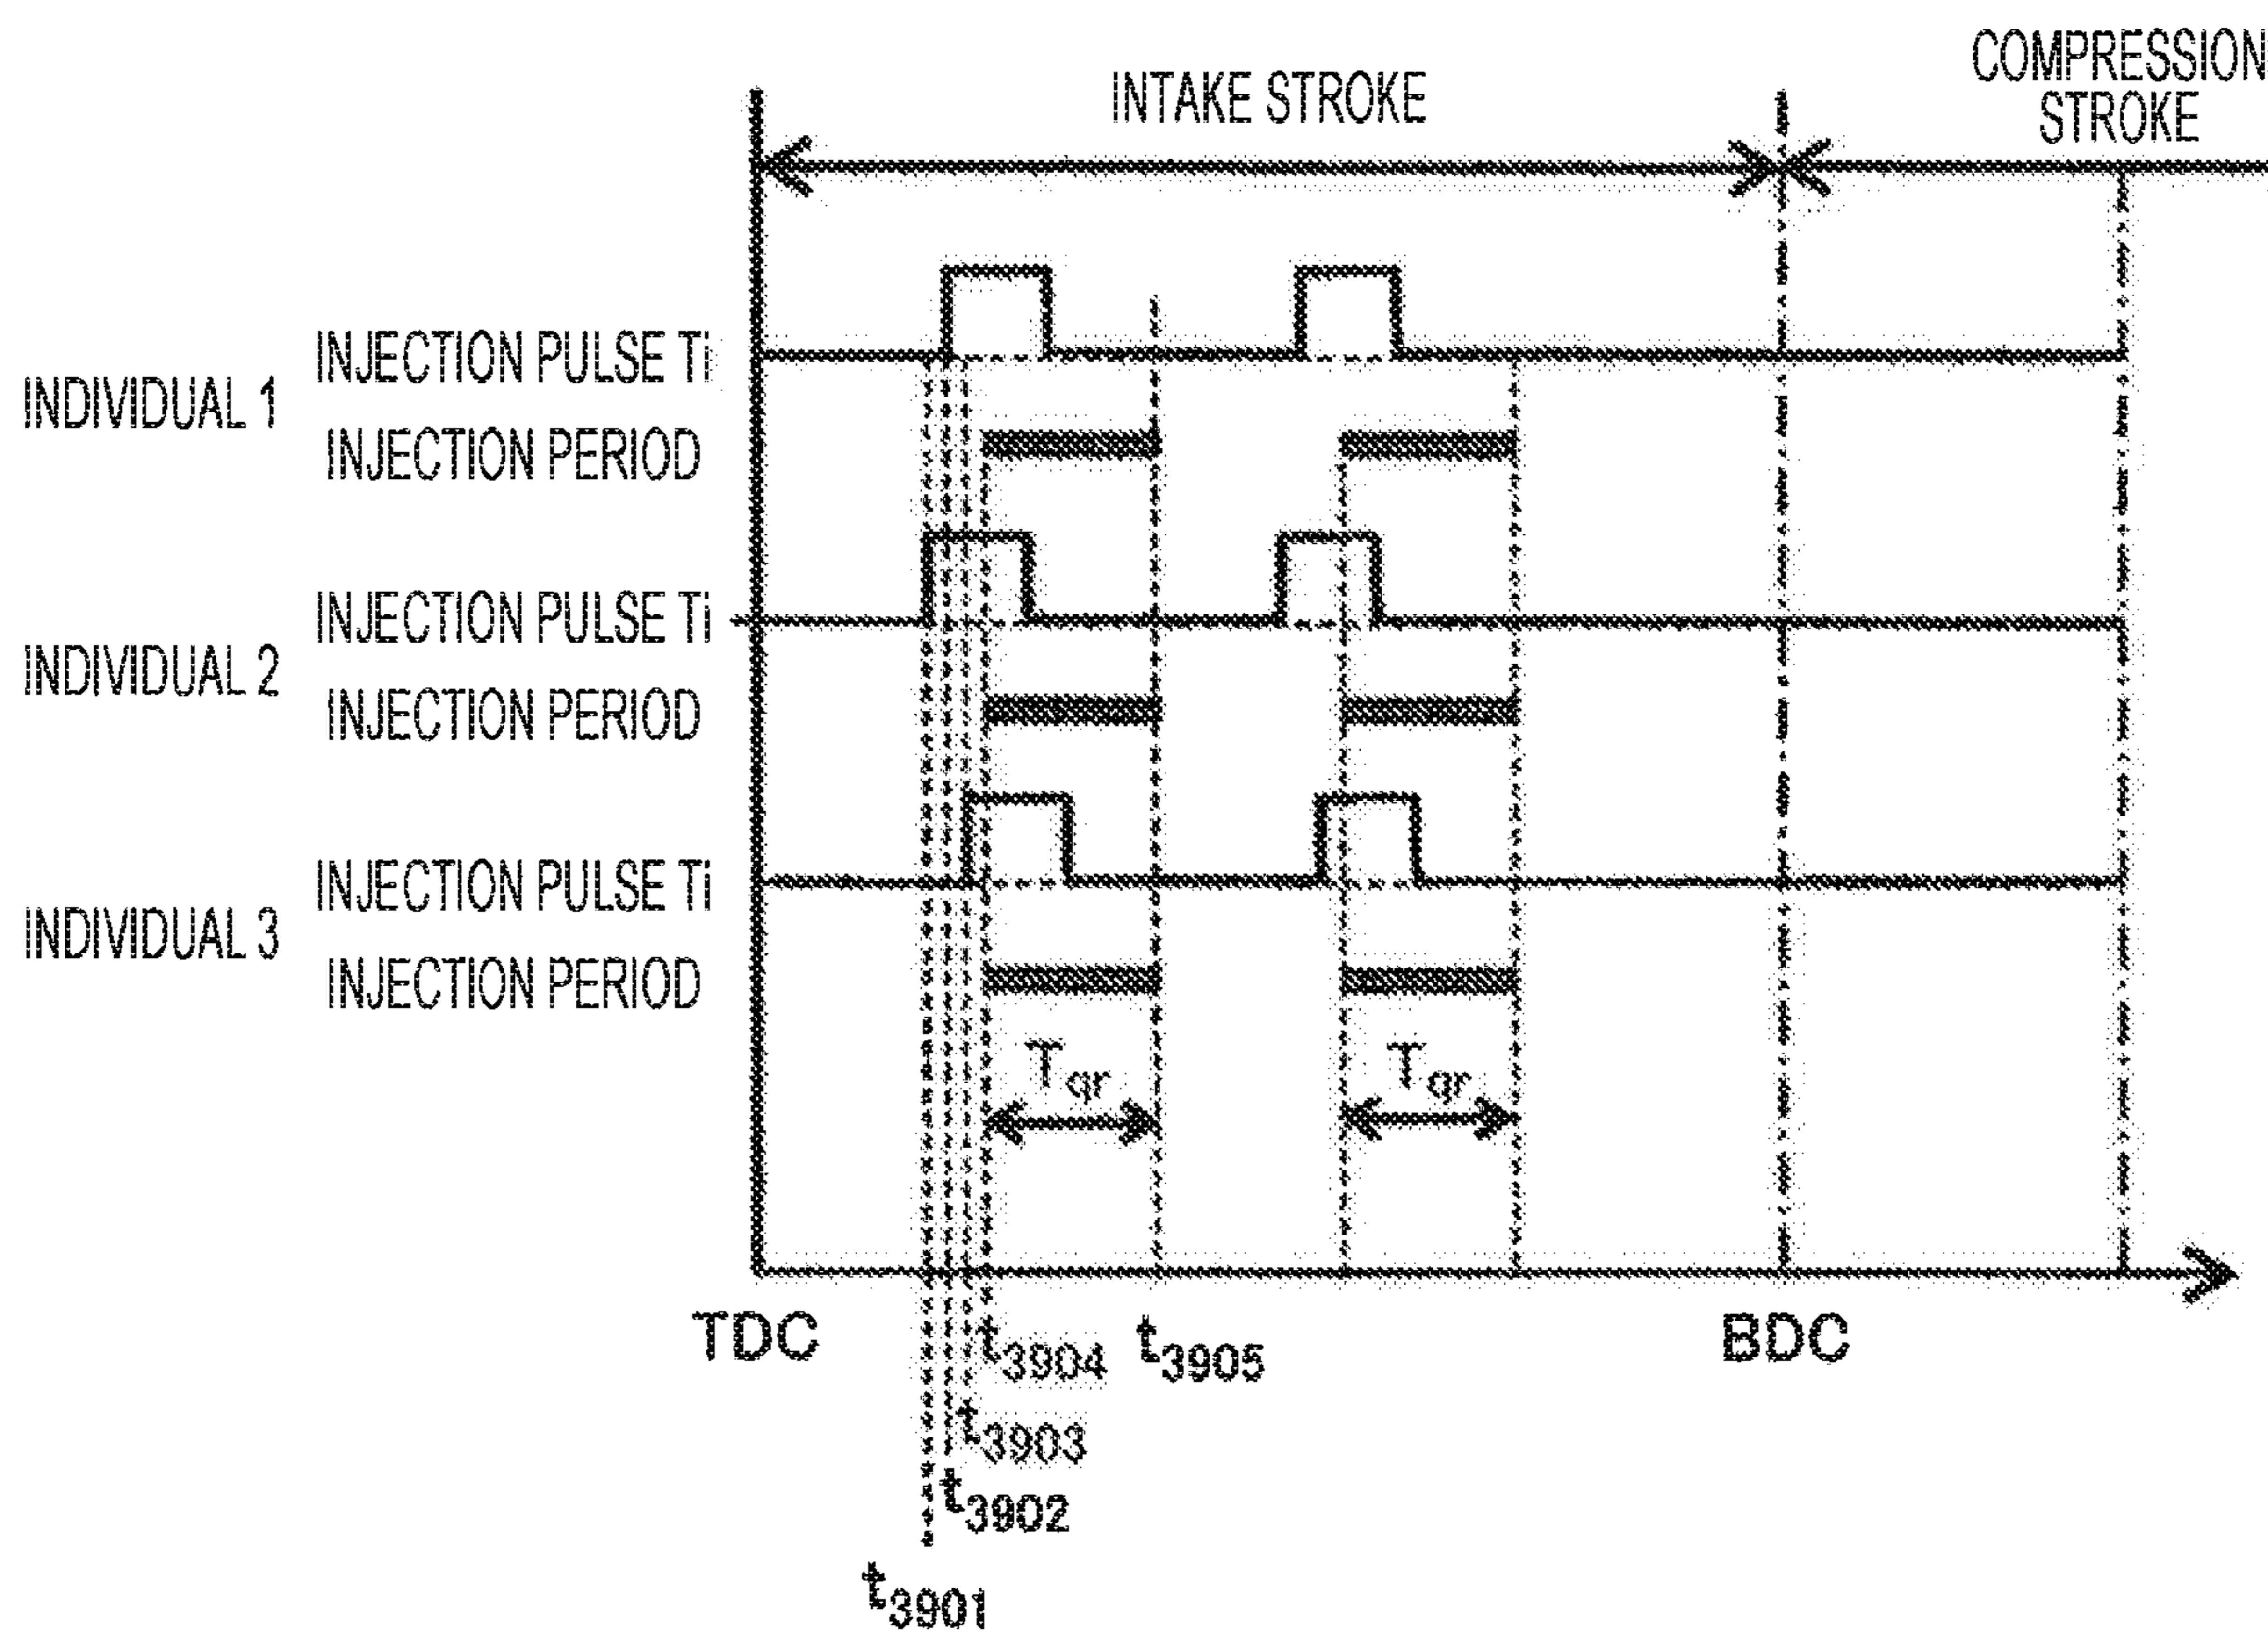 INTAKE STROKE
COMPRESSION
STROKE
INDIVIDUAL 1
INJECTION PULSE Ti
INJECTION PERIOD
INDIVIDUAL 2
INJECTION PULSE Ti
INJECTION PERIOD
INDIVIDUAL 3
INJECTION PULSE Ti
INJECTION PERIOD
Tqr
Tqr
TDC
t3904
t3905
BDC
t3903
t3902
t3901